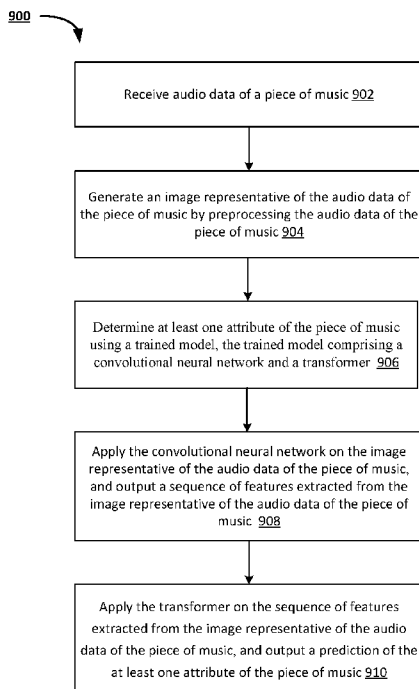 900
Receive audio data of a piece of music 902
Generate an image representative of the audio data of
the piece of music by preprocessing the audio data of the
piece of music 904
Determine at least one attribute of the piece of music
using a trained model, the trained model comprising a
convolutional neural network and a transformer 906
Apply the convolutional neural network on the image
representative of the audio data of the piece of music,
and output a sequence of features extracted from the
image representative of the audio data of the piece of
music 908
Apply the transformer on the sequence of features
extracted from the image representative of the audio
data of the piece of music, and output a prediction of the
at least one attribute of the piece of music 910